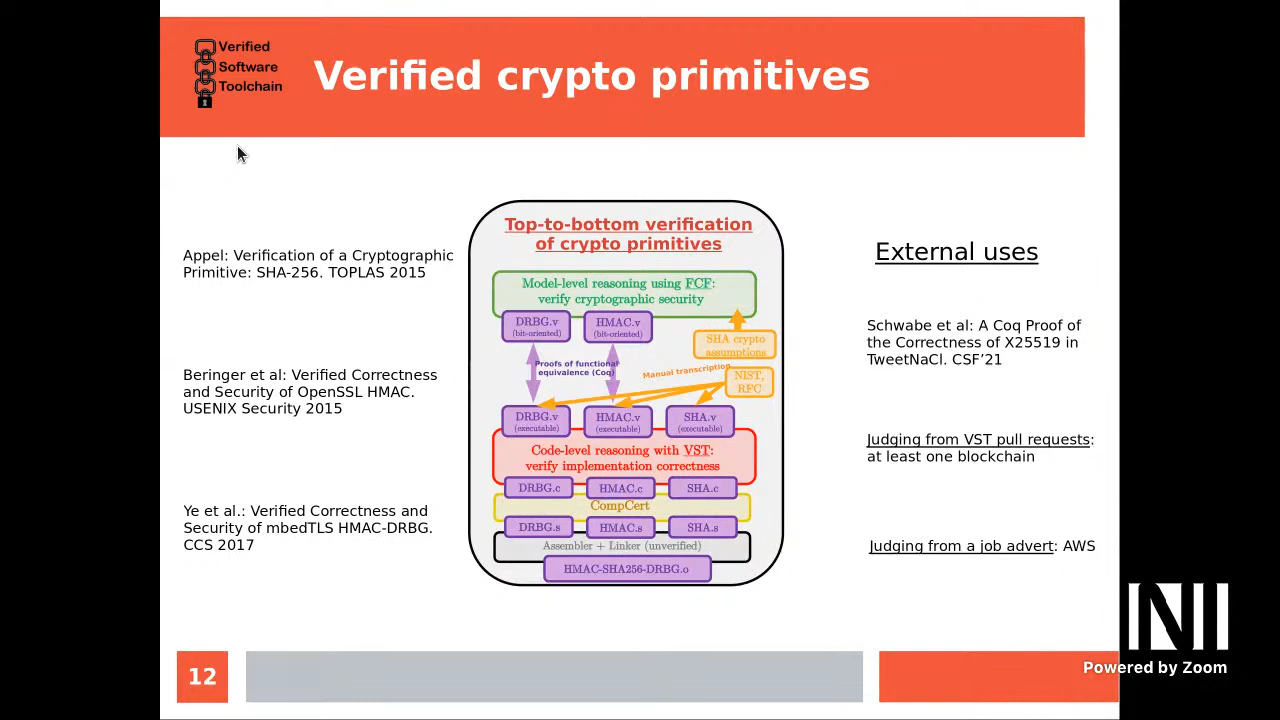 Verified
Software
Toolchain
Verified crypto primitives
Appel: Verification of a Cryptographic
Primitive: SHA-256. TOPLAS 2015
Beringer et al: Verified Correctness
and Security of OpenSSL HMAC.
USENIX Security 2015
Ye et al.: Verified Correctness and
Security of mbedTLS HMAC-DRBG.
CCS 2017
Top-to-bottom verification
of crypto primitives
Model-level reasoning using FCF:
verify cryptographic security
DRBG.v
(bit-oriented)
HMAC.v
(bit-oriented)
SHA crypto
assumptions
Proofs of functional
equivalence (Coq)
Manual transcription
NIST,
RFC
DRBG.v
(executable)
HMAC.v
(executable)
SHA.v
(executable)
Code-level reasoning with VST:
verify implementation correctness
DRBG.c
HMAC.c
SHA.c
CompCert
DRBG.s
HMAC.s
SHA.s
Assembler + Linker (unverified)
HMAC-SHA256-DRBG.o
External uses
Schwabe et al: A Coq Proof of
the Correctness of X25519 in
TweetNaCl. CSF’21
Judging from VST pull requests:
at least one blockchain
Judging from a job advert: AWS
12
NII
Powered by Zoom